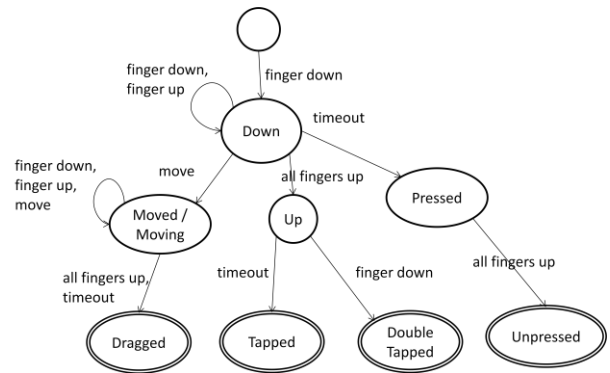 finger down
finger down,
finger up
Down
timeout
move
all fingers up
finger down,
finger up,
move
Moved /
Moving
Up
Pressed
all fingers up,
timeout
timeout
finger down
all fingers up
Dragged
Tapped
Double
Tapped
Unpressed